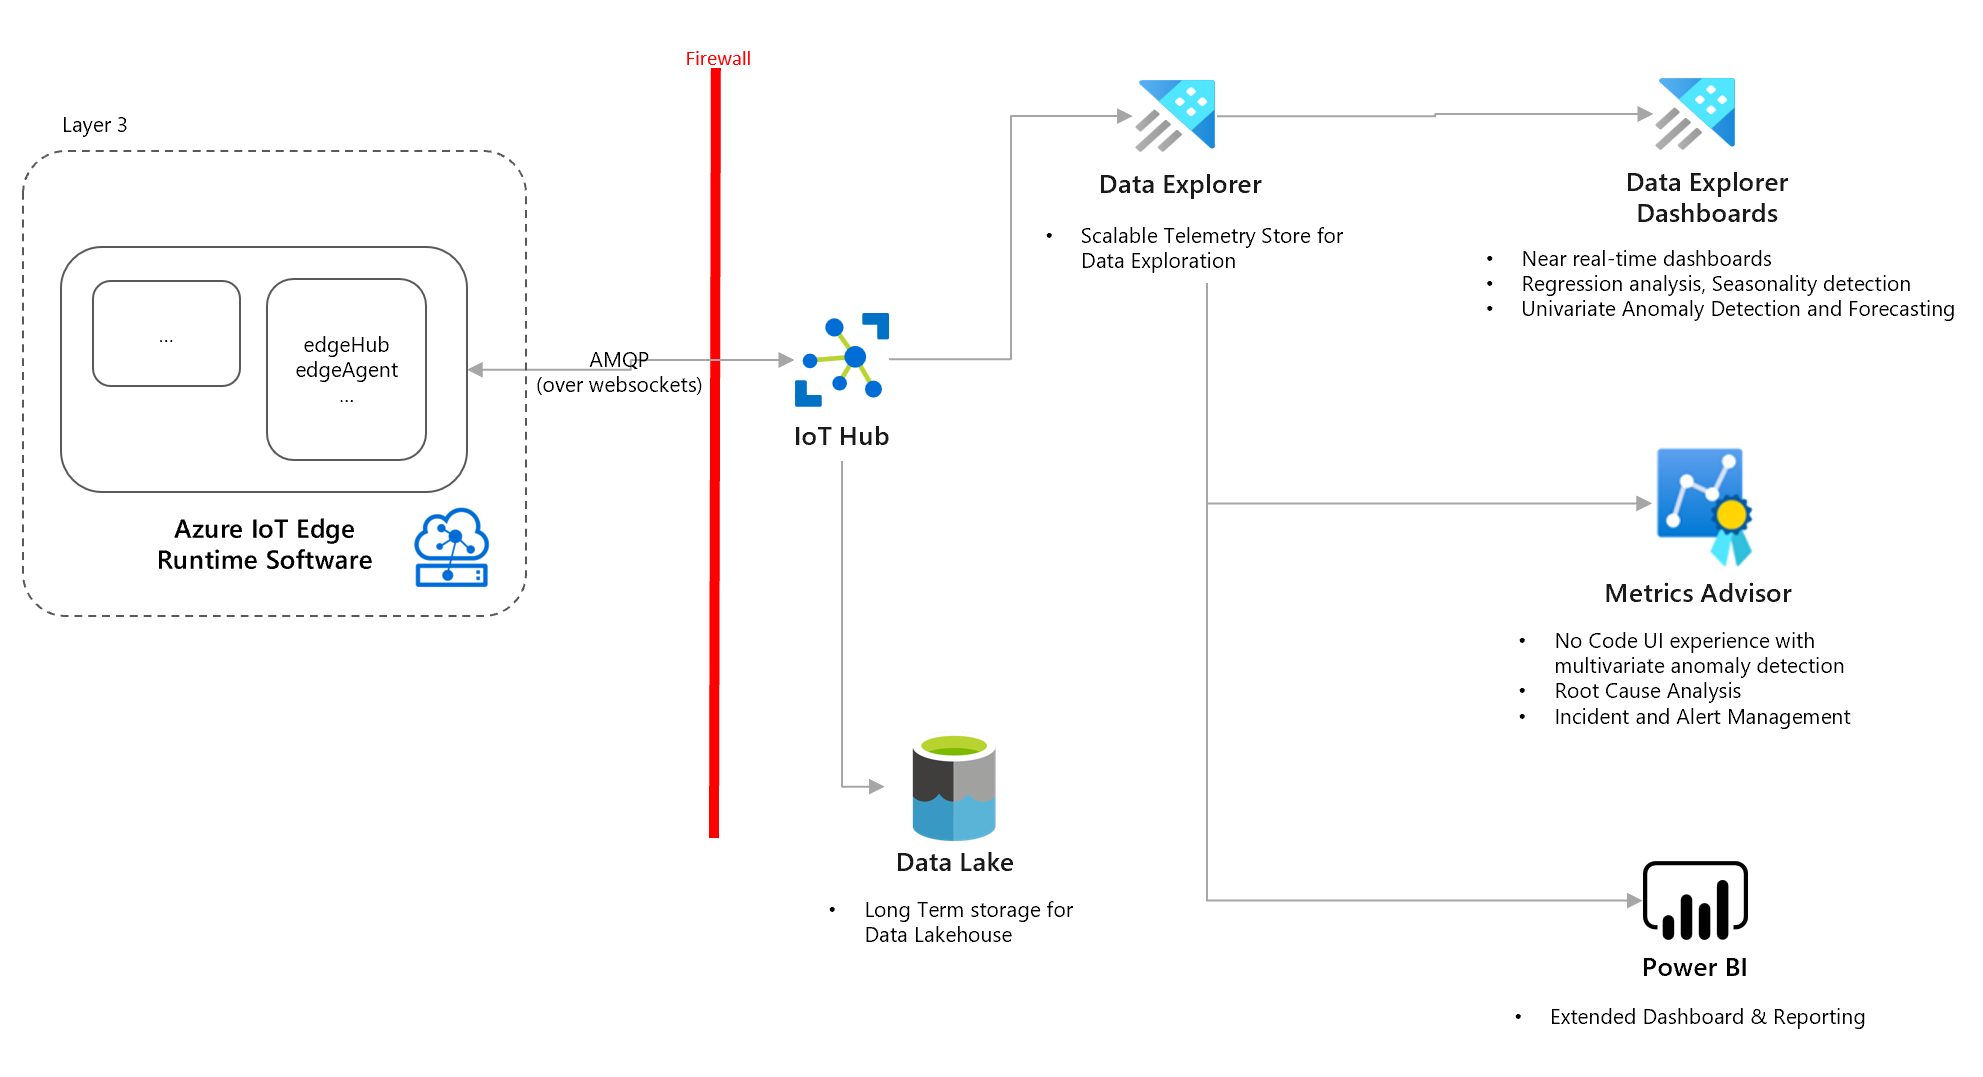 Firewall
Layer 3
...
edgeHub
edgeAgent
...
Azure IoT Edge
Runtime Software
AMQP
(over websockets)
IoT Hub
Data Lake
• Long Term storage for
Data Lakehouse
Data Explorer
• Scalable Telemetry Store for
Data Exploration
Data Explorer
Dashboards
• Near real-time dashboards
• Regression analysis, Seasonality detection
• Univariate Anomaly Detection and Forecasting
Metrics Advisor
• No Code UI experience with
multivariate anomaly detection
• Root Cause Analysis
• Incident and Alert Management
Power BI
• Extended Dashboard & Reporting